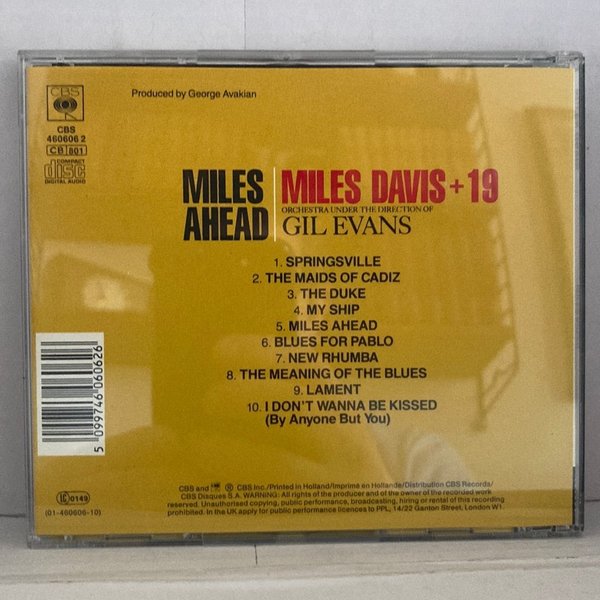 CBS
CBS
460606 2
CB 801
COMPACT
disc
DIGITAL AUDIO
Produced by George Avakian
MILES AHEAD
MILES DAVIS + 19
ORCHESTRA UNDER THE DIRECTION OF
GIL EVANS
1. SPRINGSVILLE
2. THE MAIDS OF CADIZ
3. THE DUKE
4. MY SHIP
5. MILES AHEAD
6. BLUES FOR PABLO
7. NEW RHUMBA
8. THE MEANING OF THE BLUES
9. LAMENT
10. I DON'T WANNA BE KISSED
(By Anyone But You)
5 099746 060626
LC 0149
(01-460606-10)
CBS and ℗ CBS Inc./Printed in Holland/Imprimé en Hollande/Distribution CBS Records/
CBS Disques S.A. WARNING: All rights of the producer and of the owner of the recorded work
reserved. Unauthorised copying, public performance, broadcasting, hiring or rental of this recording
prohibited. In the UK apply for public performance licences to PPL, 14/22 Ganton Street, London W1.